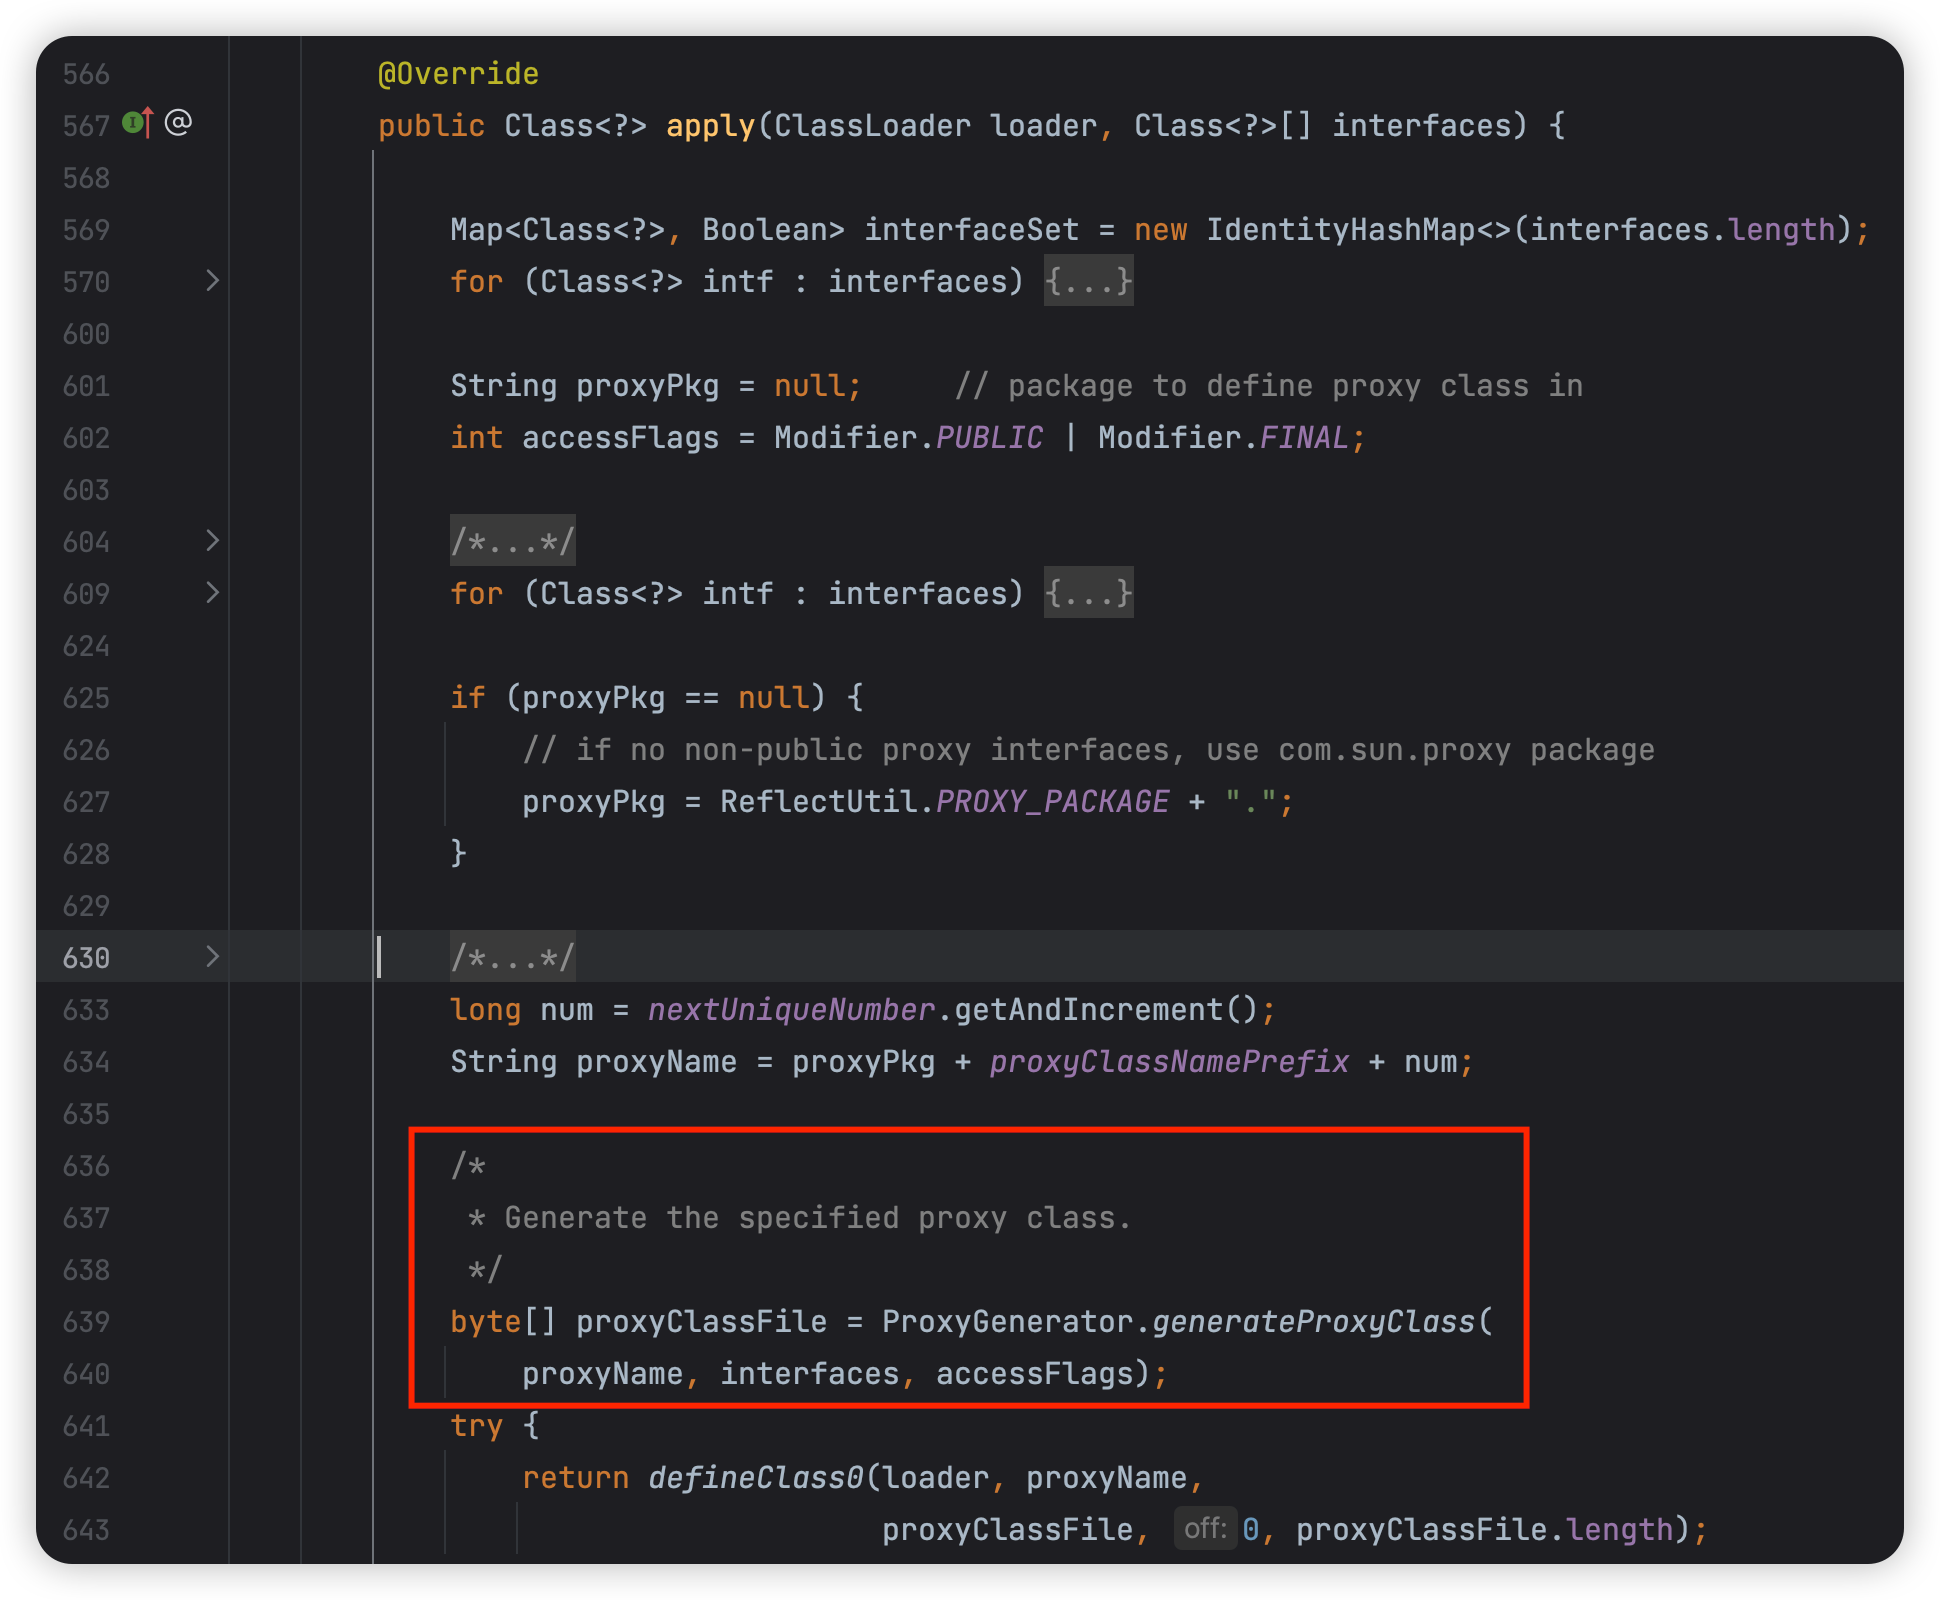 566 @Override
567 I @ public Class<?> apply(ClassLoader loader, Class<?>[] interfaces) {
568
569 Map<Class<?>, Boolean> interfaceSet = new IdentityHashMap<>(interfaces.length);
570 for (Class<?> intf : interfaces) {...}
600
601 String proxyPkg = null;     // package to define proxy class in
602 int accessFlags = Modifier.PUBLIC | Modifier.FINAL;
603
604 /*...*/
609 for (Class<?> intf : interfaces) {...}
624
625 if (proxyPkg == null) {
626 // if no non-public proxy interfaces, use com.sun.proxy package
627 proxyPkg = ReflectUtil.PROXY_PACKAGE + ".";
628 }
629
630 /*...*/
633 long num = nextUniqueNumber.getAndIncrement();
634 String proxyName = proxyPkg + proxyClassNamePrefix + num;
635
636 /*
637 * Generate the specified proxy class.
638 */
639 byte[] proxyClassFile = ProxyGenerator.generateProxyClass(
640 proxyName, interfaces, accessFlags);
641 try {
642 return defineClass0(loader, proxyName,
643 proxyClassFile, off: 0, proxyClassFile.length);